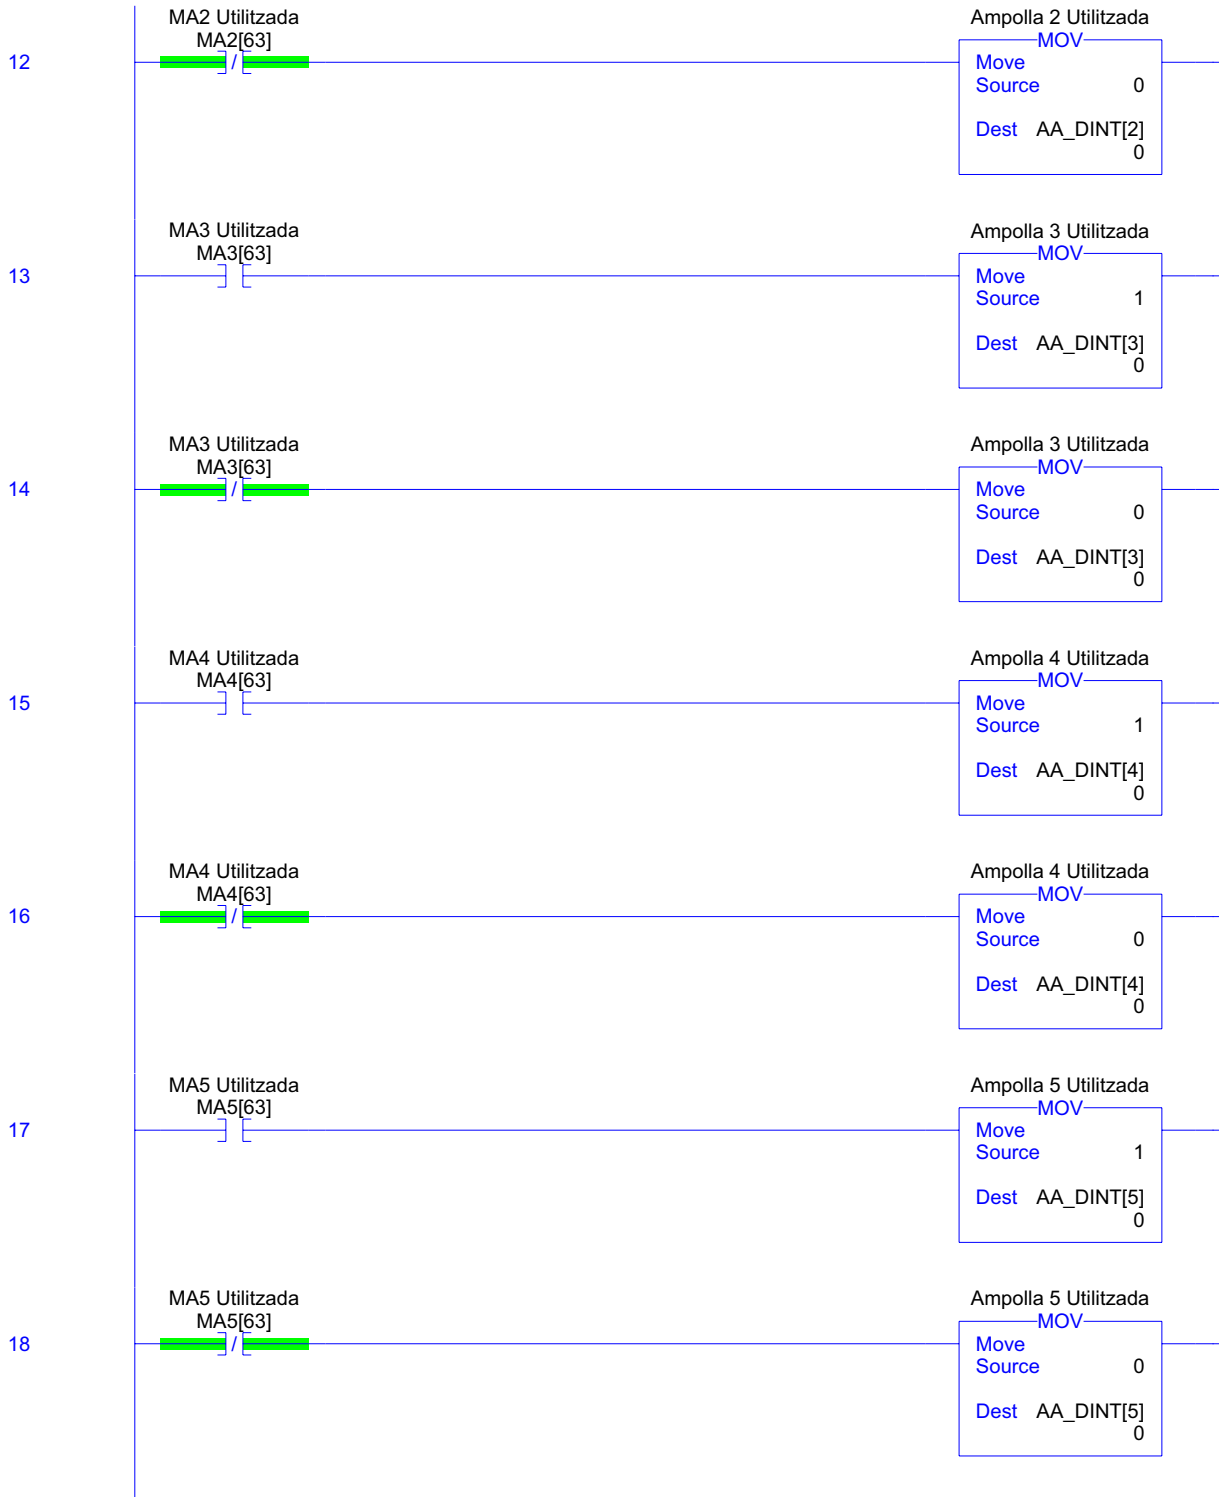 MA2 Utilitzada
MA2[63]
Ampolla 2 Utilitzada
MOV
12
/
Move
Source 0
Dest AA_DINT[2]
0
MA3 Utilitzada
MA3[63]
Ampolla 3 Utilitzada
MOV
13
Move
Source 1
Dest AA_DINT[3]
0
MA3 Utilitzada
MA3[63]
Ampolla 3 Utilitzada
MOV
14
/
Move
Source 0
Dest AA_DINT[3]
0
MA4 Utilitzada
MA4[63]
Ampolla 4 Utilitzada
MOV
15
Move
Source 1
Dest AA_DINT[4]
0
MA4 Utilitzada
MA4[63]
Ampolla 4 Utilitzada
MOV
16
/
Move
Source 0
Dest AA_DINT[4]
0
MA5 Utilitzada
MA5[63]
Ampolla 5 Utilitzada
MOV
17
Move
Source 1
Dest AA_DINT[5]
0
MA5 Utilitzada
MA5[63]
Ampolla 5 Utilitzada
MOV
18
/
Move
Source 0
Dest AA_DINT[5]
0